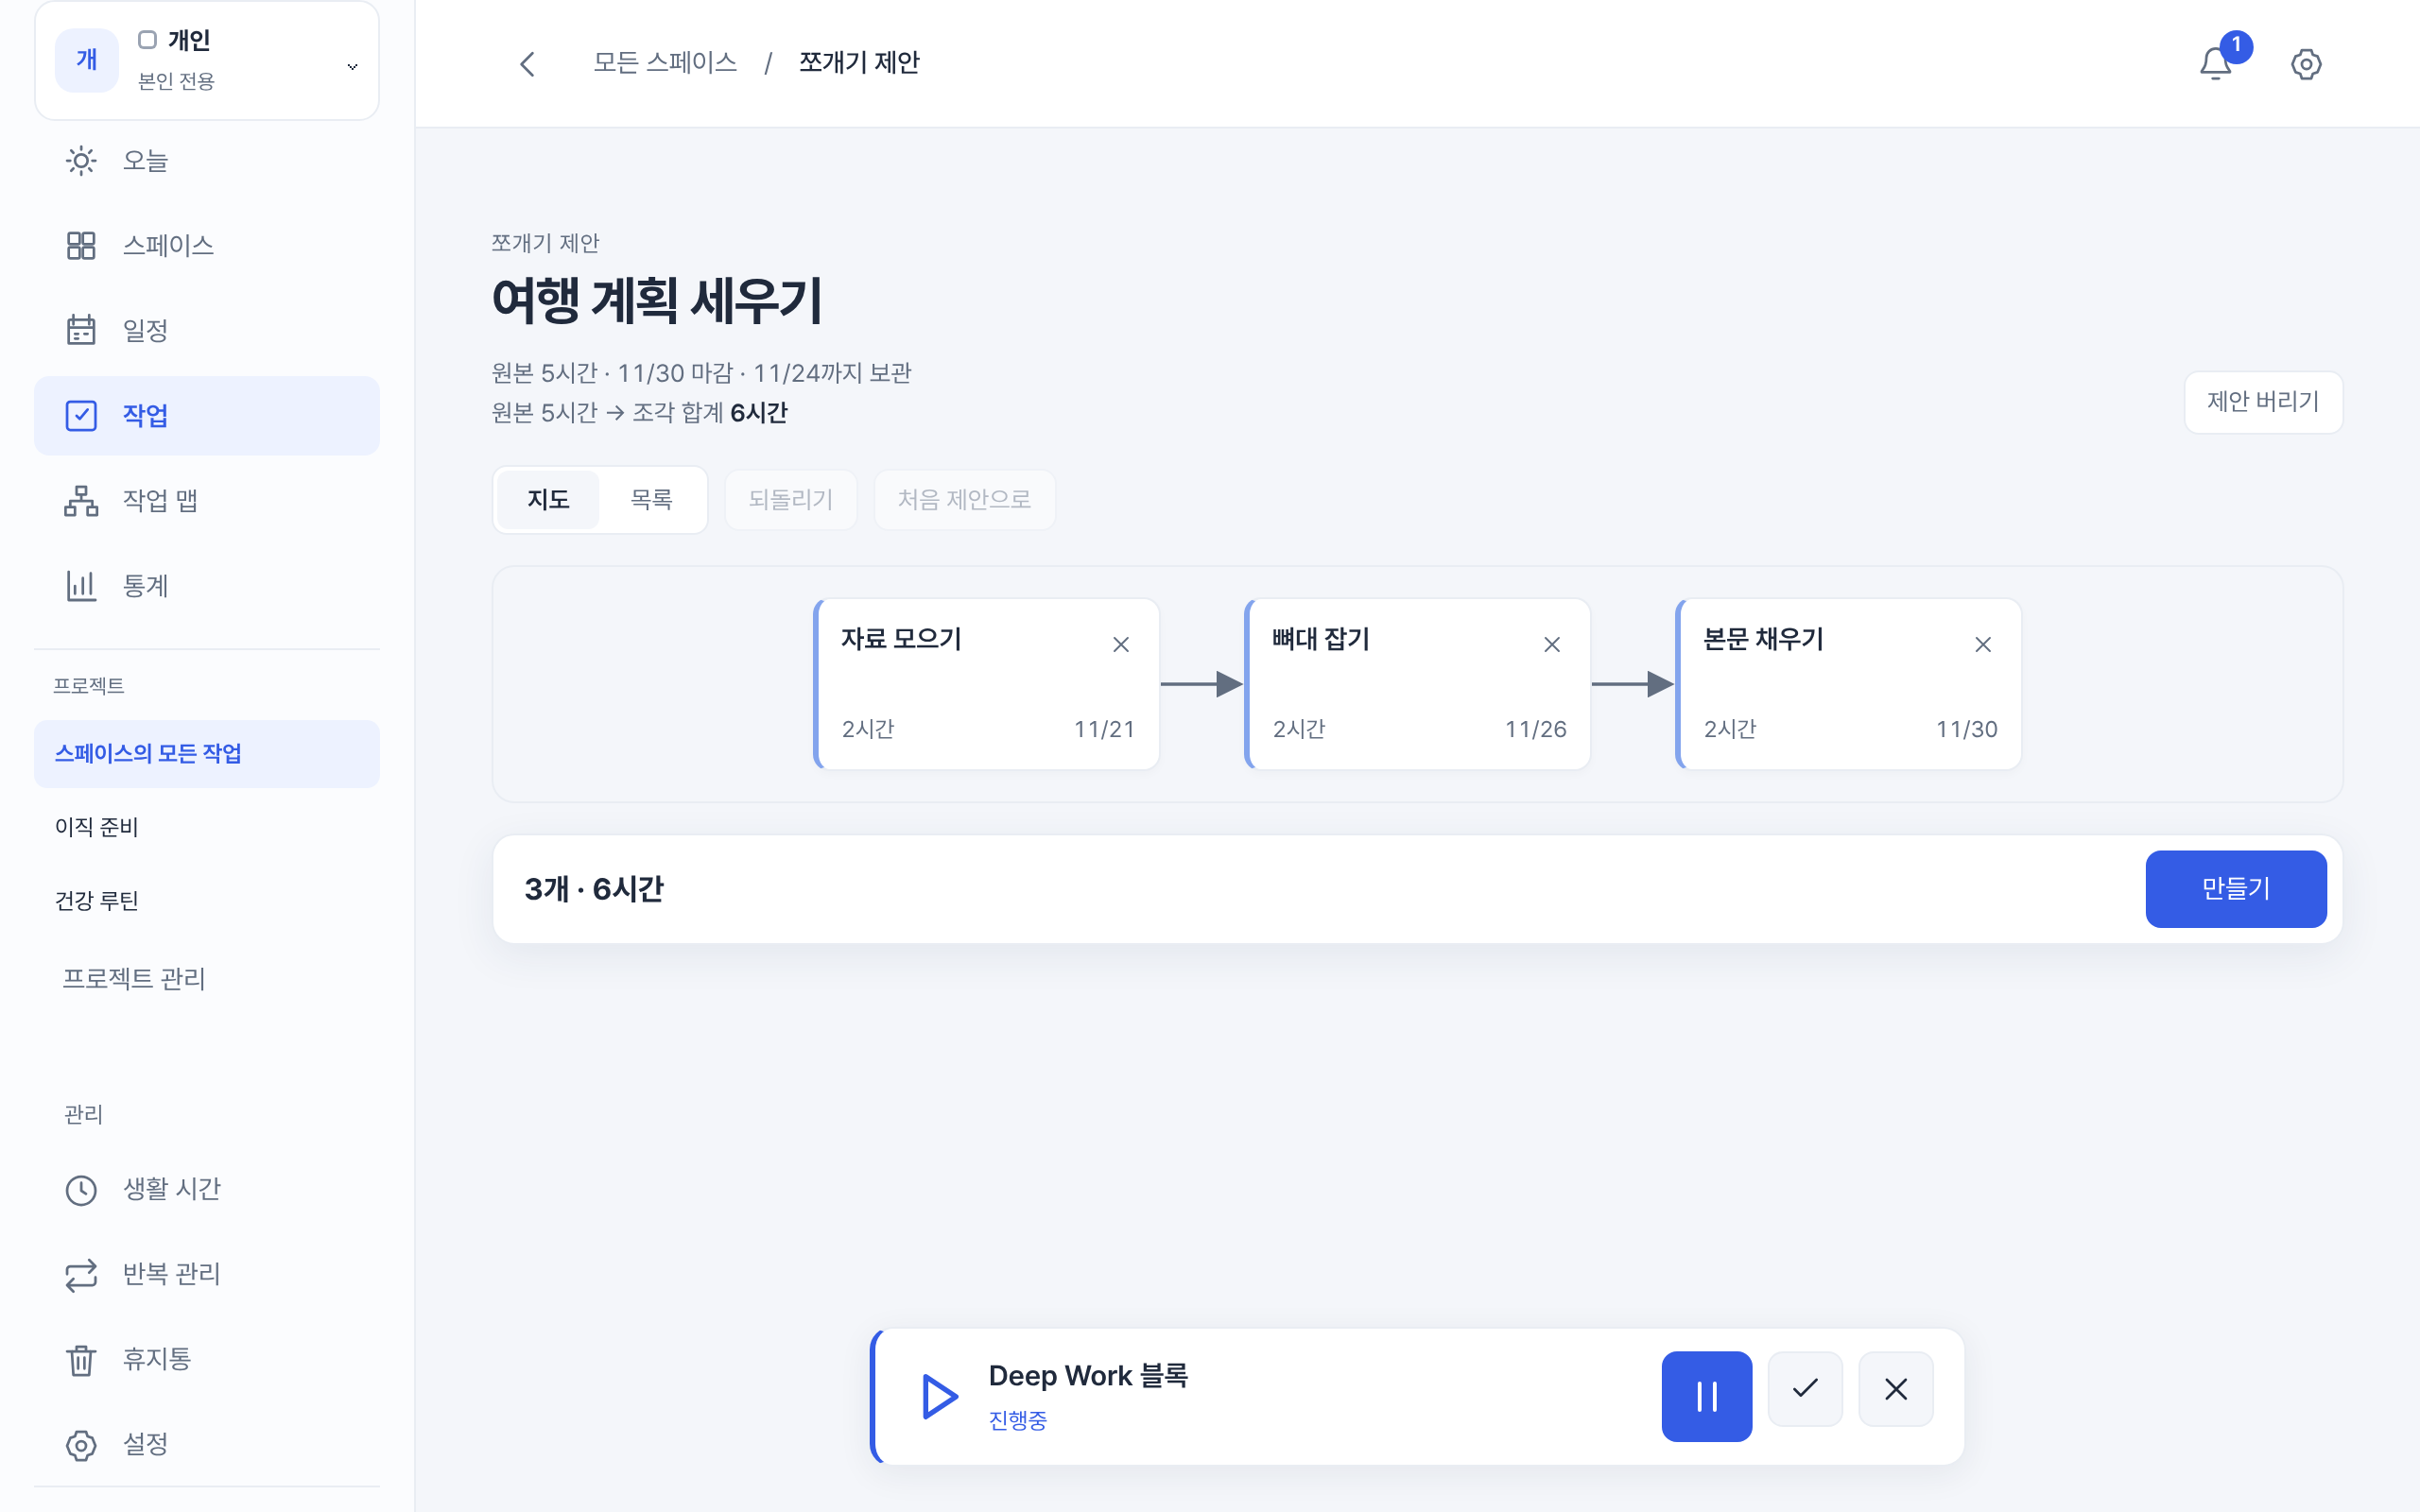 개
개인
본인 전용
오늘
스페이스
일정
작업
작업 맵
통계
프로젝트
스페이스의 모든 작업
이직 준비
건강 루틴
프로젝트 관리
관리
생활 시간
반복 관리
휴지통
설정
모든 스페이스 / 쪼개기 제안
1
쪼개기 제안
여행 계획 세우기
원본 5시간 · 11/30 마감 · 11/24까지 보관
원본 5시간 → 조각 합계 6시간
제안 버리기
지도 목록 되돌리기 처음 제안으로
자료 모으기
2시간 11/21
뼈대 잡기
2시간 11/26
본문 채우기
2시간 11/30
3개 · 6시간
만들기
Deep Work 블록
진행중